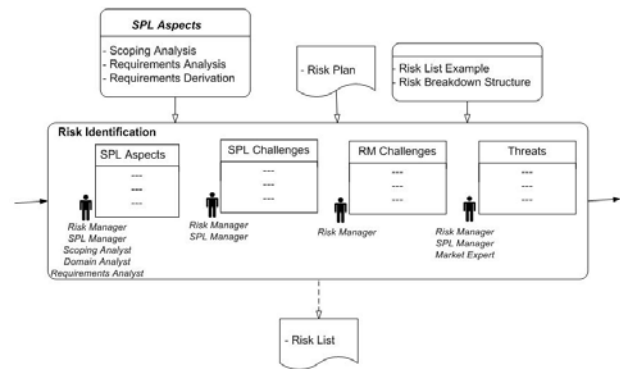 SPL Aspects
- Scoping Analysis
- Requirements Analysis
- Requirements Derivation
- Risk Plan
- Risk List Example
- Risk Breakdown Structure
Risk Identification
SPL Aspects
---
---
---
Risk Manager
SPL Manager
Scoping Analyst
Domain Analyst
Requirements Analyst
SPL Challenges
---
---
---
Risk Manager
SPL Manager
RM Challenges
---
---
---
Risk Manager
Threats
---
---
---
Risk Manager
SPL Manager
Market Expert
- Risk List